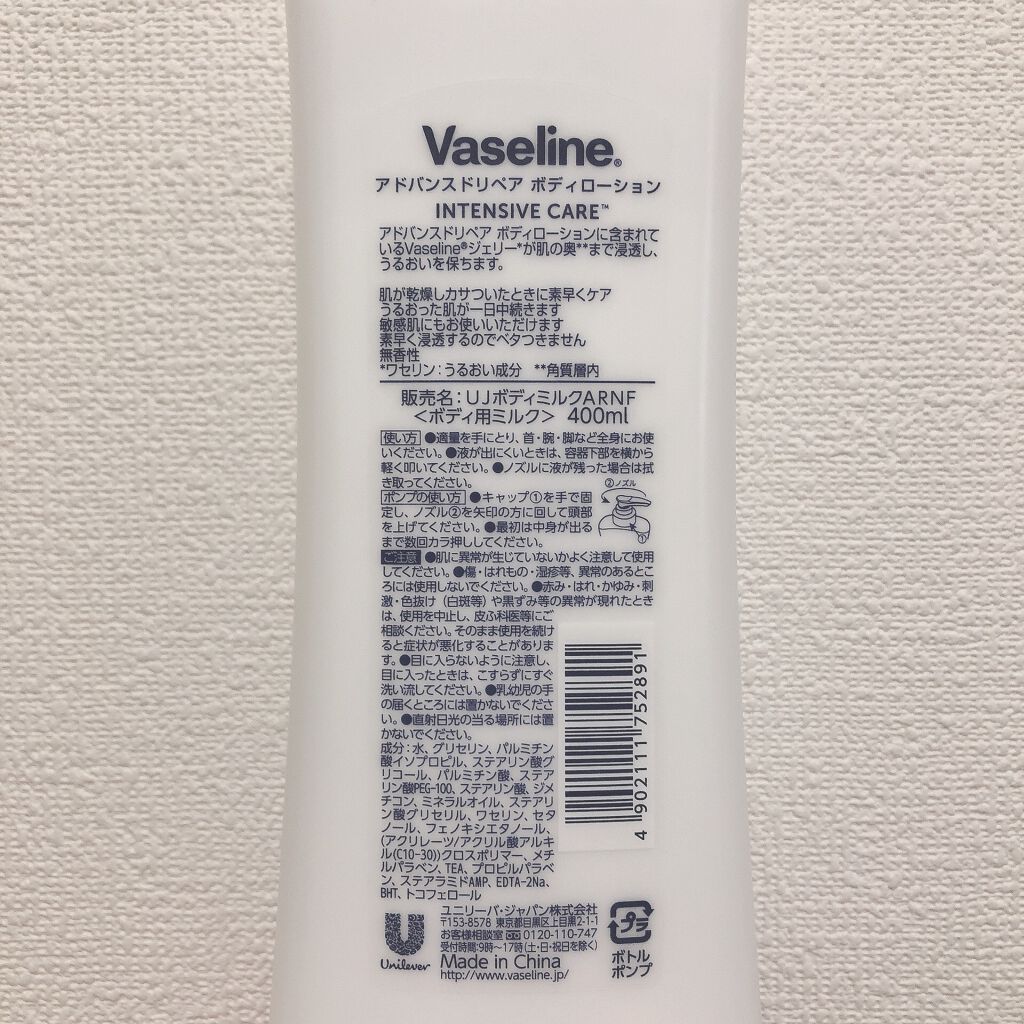 Vaseline®
アドバンスドリペア ボディローション
INTENSIVE CARE™
アドバンスドリペア ボディローションに含まれて
いるVaseline®ジェリー*が肌の奥**まで浸透し、
うるおいを保ちます。
肌が乾燥しカサついたときに素早くケア
うるおった肌が一日中続きます
敏感肌にもお使いいただけます
素早く浸透するのでベタつきません
無香性
*ワセリン:うるおい成分 **角質層内
販売名:UJボディミルクARNF
<ボディ用ミルク> 400ml
使い方 ●適量を手にとり、首・腕・脚など全身にお使
いください。●液が出にくいときは、容器下部を横から
軽く叩いてください。●ノズルに液が残った場合は拭
き取ってください。
②ノズル
ポンプの使い方 ●キャップ①を手で固
定し、ノズル②を矢印の方に回して頭部
を上げてください。●最初は中身が出る
まで数回カラ押ししてください。
①
ご注意 ●肌に異常が生じていないかよく注意して使用
してください。●傷・はれもの・湿疹等、異常のあるとこ
ろには使用しないでください。●赤み・はれ・かゆみ・刺
激・色抜け(白斑等)や黒ずみ等の異常が現れたとき
は、使用を中止し、皮ふ科医等にご
相談ください。そのまま使用を続け
ると症状が悪化することがありま
す。●目に入らないように注意し、
目に入ったときは、こすらずにすぐ
洗い流してください。●乳幼児の手
の届くところには置かないでくださ
い。●直射日光の当る場所には置
かないでください。
成分:水、グリセリン、パルミチン
酸イソプロピル、ステアリン酸グ
リコール、パルミチン酸、ステア
リン酸PEG-100、ステアリン酸、ジメ
チコン、ミネラルオイル、ステアリ
ン酸グリセリル、ワセリン、セタ
ノール、フェノキシエタノール、
(アクリレーツ/アクリル酸アルキ
ル(C10-30))クロスポリマー、メチ
ルパラベン、TEA、プロピルパラベ
ン、ステアラミドAMP、EDTA-2Na、
BHT、トコフェロール
4 902111 752891
Unilever
ユニリーバ・ジャパン株式会社
〒153-8578 東京都目黒区上目黒2-1-1
お客様相談室 0120-110-747
受付時間:9時〜17時(土・日・祝日を除く)
Made in China
http://www.vaseline.jp/
プラ
ボトル
ポンプ